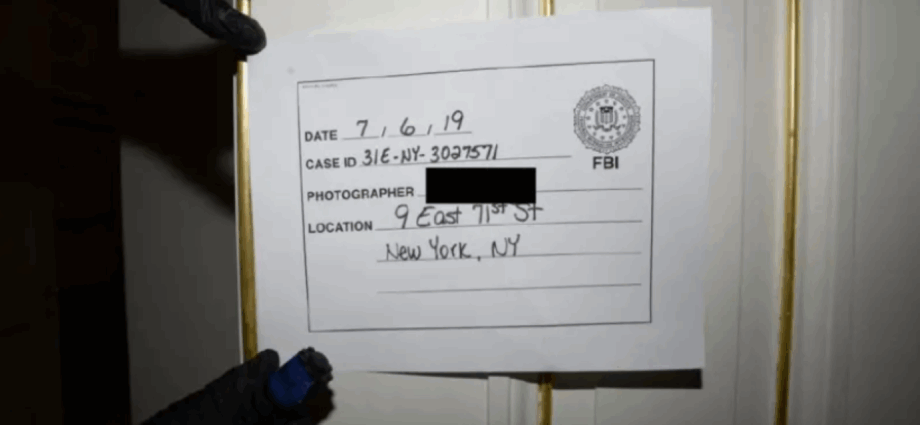 DATE 7 / 6 / 19
CASE ID 31E-NY-3027571
FBI
PHOTOGRAPHER
LOCATION 9 East 71st St
New York, NY